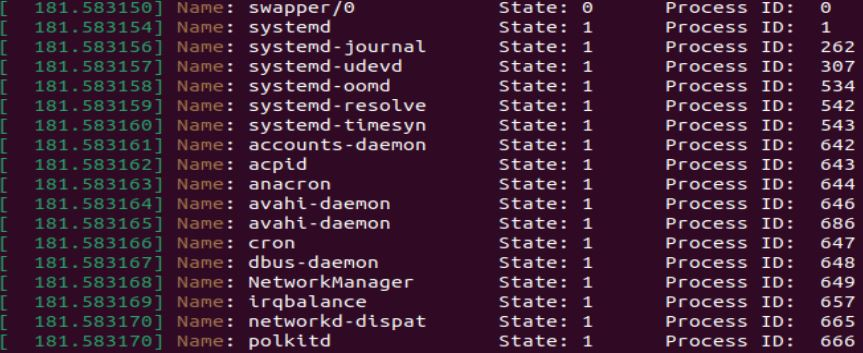 [  181.583150] Name: swapper/0 State: 0 Process ID: 0
[  181.583154] Name: systemd State: 1 Process ID: 1
[  181.583156] Name: systemd-journal State: 1 Process ID: 262
[  181.583157] Name: systemd-udevd State: 1 Process ID: 307
[  181.583158] Name: systemd-oomd State: 1 Process ID: 534
[  181.583159] Name: systemd-resolve State: 1 Process ID: 542
[  181.583160] Name: systemd-timesyn State: 1 Process ID: 543
[  181.583161] Name: accounts-daemon State: 1 Process ID: 642
[  181.583162] Name: acpid State: 1 Process ID: 643
[  181.583163] Name: anacron State: 1 Process ID: 644
[  181.583164] Name: avahi-daemon State: 1 Process ID: 646
[  181.583165] Name: avahi-daemon State: 1 Process ID: 686
[  181.583166] Name: cron State: 1 Process ID: 647
[  181.583167] Name: dbus-daemon State: 1 Process ID: 648
[  181.583168] Name: NetworkManager State: 1 Process ID: 649
[  181.583169] Name: irqbalance State: 1 Process ID: 657
[  181.583170] Name: networkd-dispat State: 1 Process ID: 665
[  181.583170] Name: polkitd State: 1 Process ID: 666